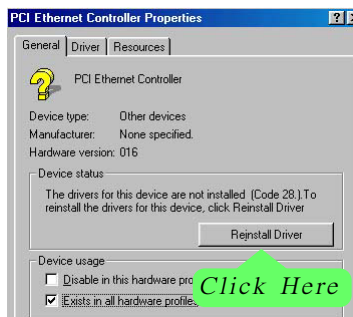 PCI Ethernet Controller Properties
General Driver Resources
PCI Ethernet Controller
Device type: Other devices
Manufacturer: None specified.
Hardware version: 016
Device status
The drivers for this device are not installed (Code 28.).To
reinstall the drivers for this device, click Reinstall Driver
Reinstall Driver
Device usage
Disable in this hardware
Exists in all hardware
Click Here